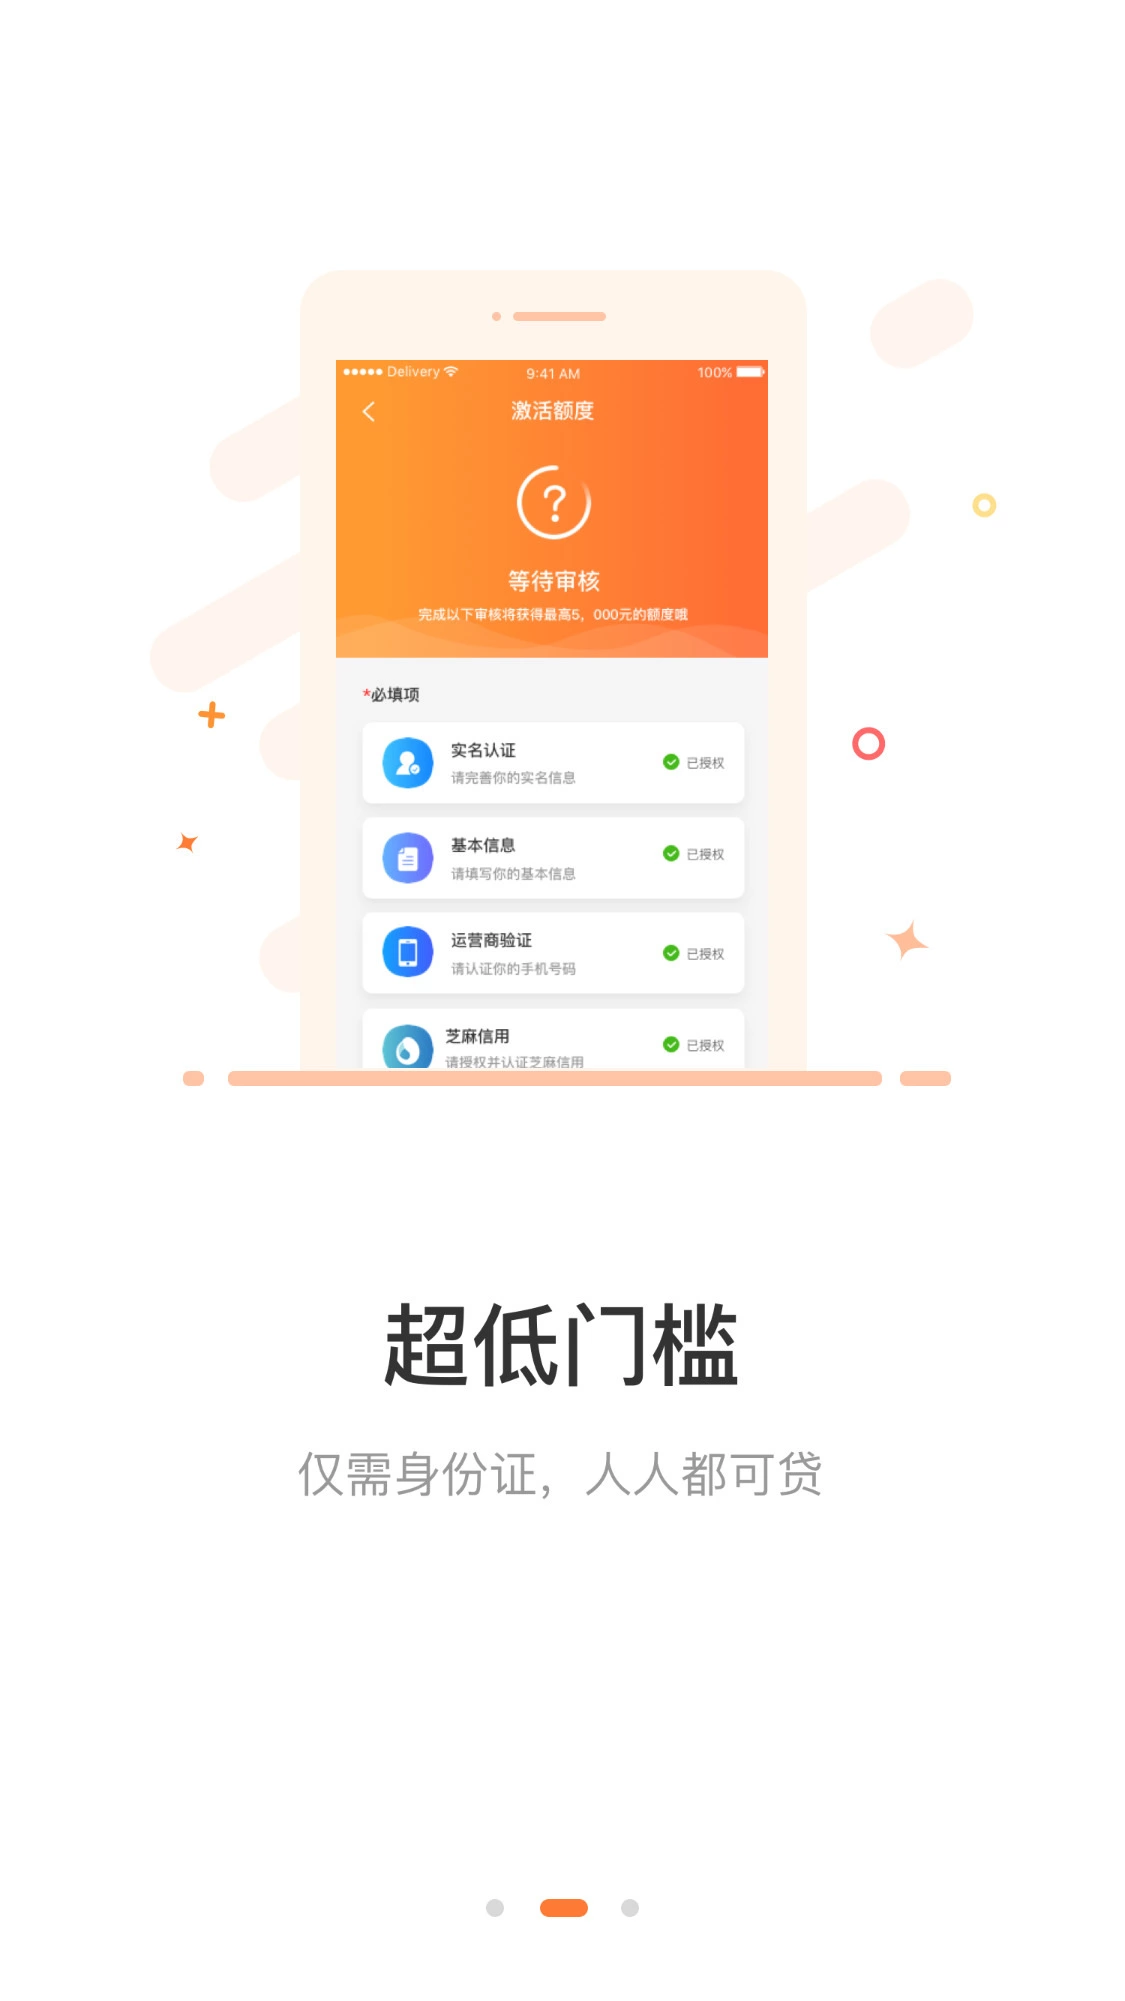 Delivery 9:41 AM 100%
激活额度
?
等待审核
完成以下审核将获得最高5，000元的额度哦
*必填项
实名认证
请完善你的实名信息
已授权
基本信息
请填写你的基本信息
已授权
运营商验证
请认证你的手机号码
已授权
芝麻信用
请授权并认证芝麻信用
已授权
超低门槛
仅需身份证，人人都可贷